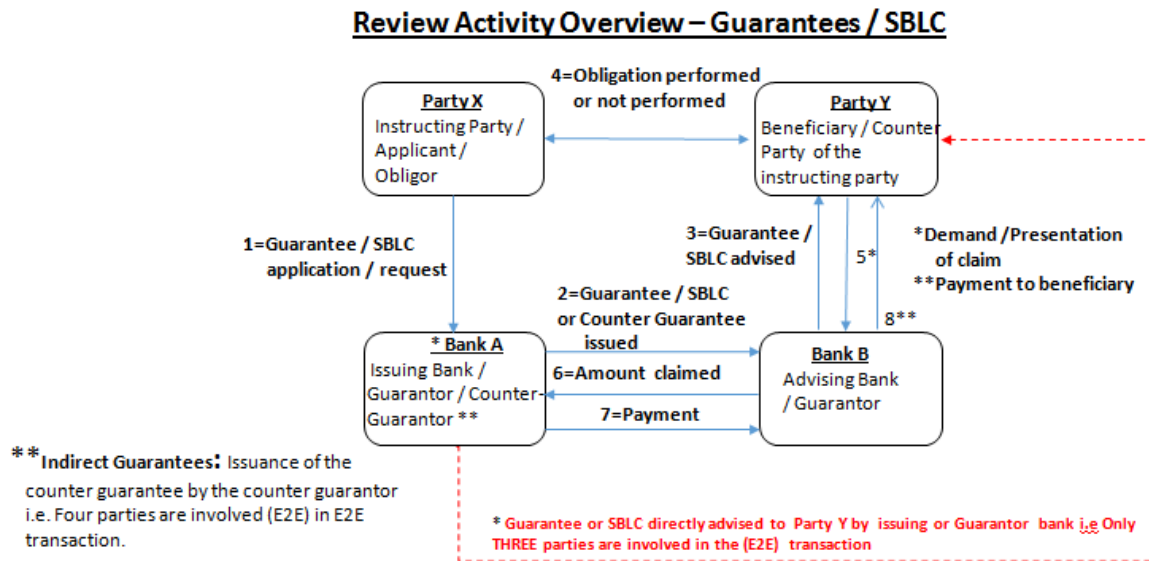 Review Activity Overview – Guarantees / SBLC
4=Obligation performed
or not performed
Party X
Instructing Party /
Applicant /
Obligor
Party Y
Beneficiary / Counter
Party of the
instructing party
1=Guarantee / SBLC
application / request
3=Guarantee /
SBLC advised
5*
*Demand /Presentation
of claim
**Payment to beneficiary
8**
2=Guarantee / SBLC
or Counter Guarantee
issued
* Bank A
Issuing Bank /
Guarantor / Counter-
Guarantor **
6=Amount claimed
7=Payment
Bank B
Advising Bank
/ Guarantor
**Indirect Guarantees: Issuance of the
counter guarantee by the counter guarantor
i.e. Four parties are involved (E2E) in E2E
transaction.
* Guarantee or SBLC directly advised to Party Y by issuing or Guarantor bank i.e Only
THREE parties are involved in the (E2E) transaction